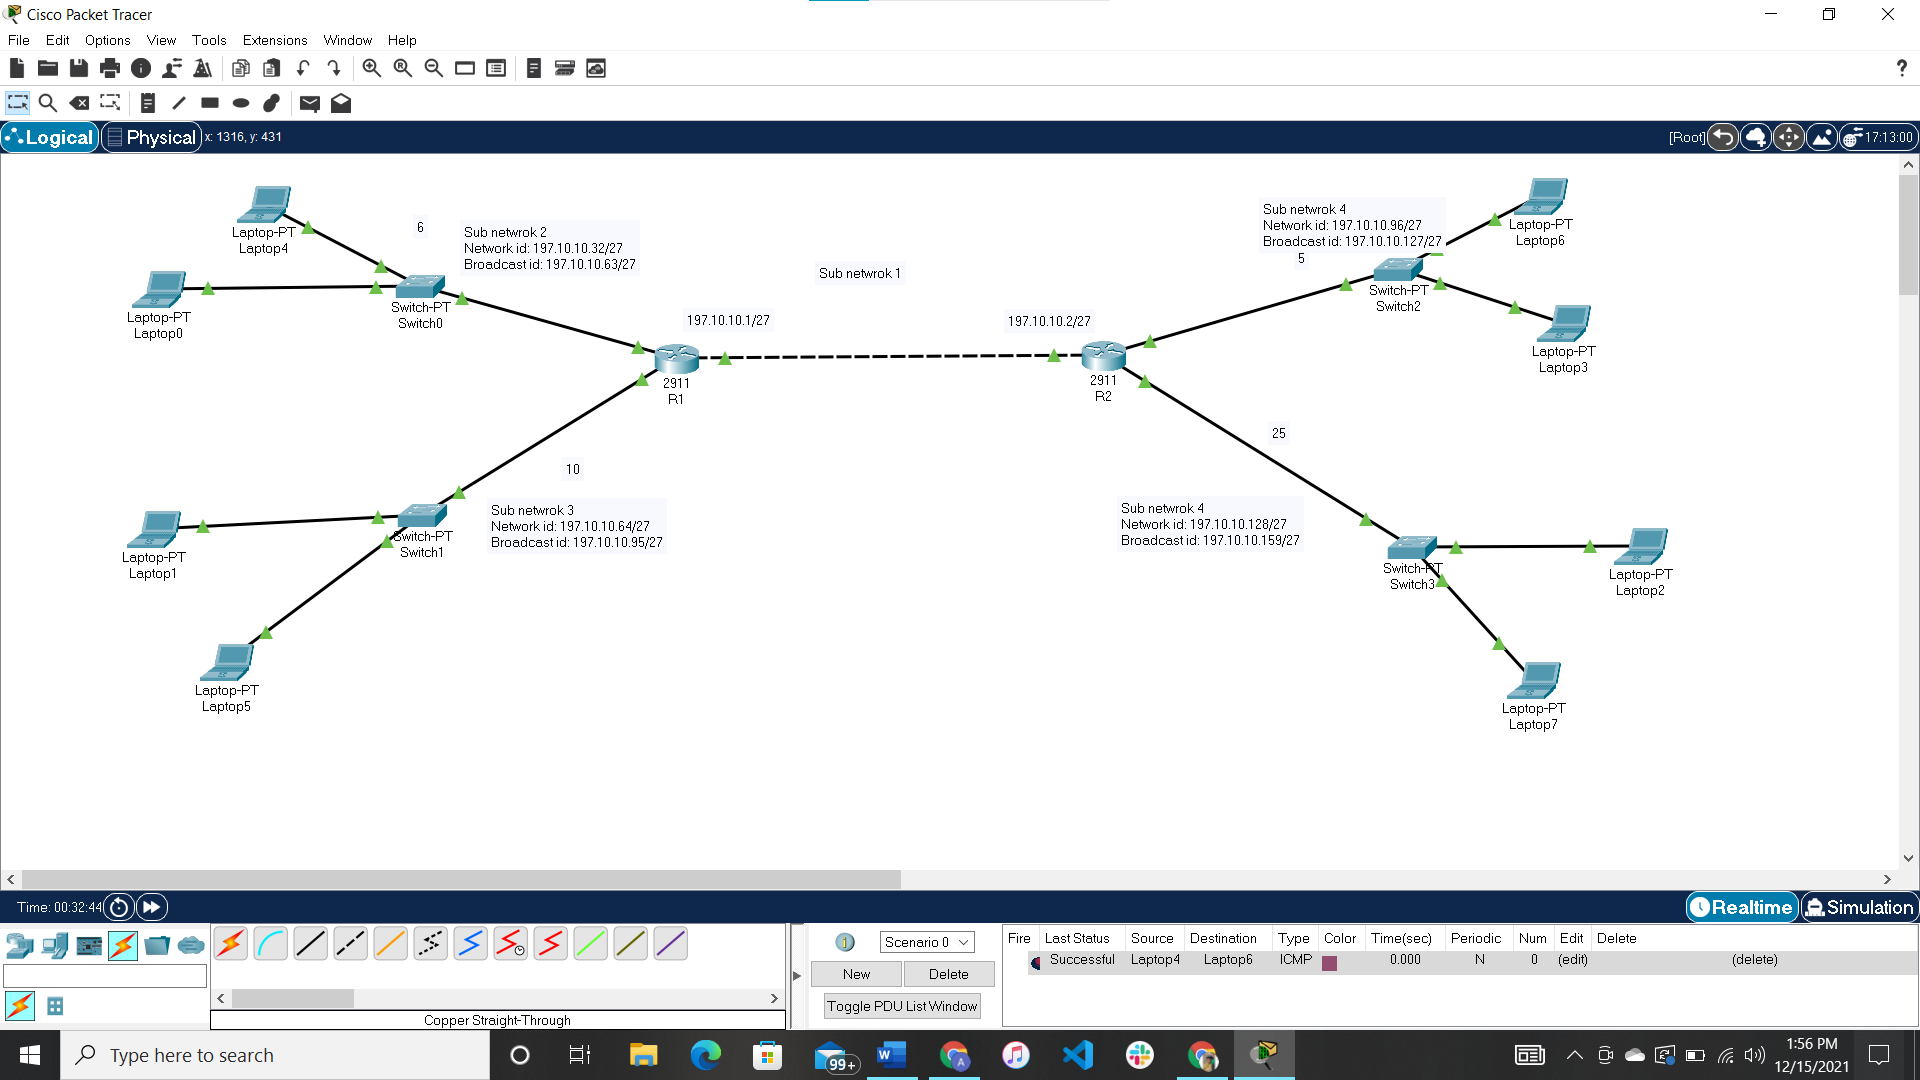 Cisco Packet Tracer
File Edit Options View Tools Extensions Window Help
?
Logical Physical x: 1316, y: 431 [Root] 17:13:00
Laptop-PT
Laptop4
6
Sub netwrok 2
Network id: 197.10.10.32/27
Broadcast id: 197.10.10.63/27
Sub netwrok 4
Network id: 197.10.10.96/27
Broadcast id: 197.10.10.127/27
5
Laptop-PT
Laptop6
Sub netwrok 1
Laptop-PT
Laptop0
Switch-PT
Switch0
Switch-PT
Switch2
197.10.10.1/27
197.10.10.2/27
Laptop-PT
Laptop3
2911
R1
2911
R2
25
10
Sub netwrok 3
Network id: 197.10.10.64/27
Broadcast id: 197.10.10.95/27
Sub netwrok 4
Network id: 197.10.10.128/27
Broadcast id: 197.10.10.159/27
Laptop-PT
Laptop1
Switch-PT
Switch1
Switch-PT
Switch3
Laptop-PT
Laptop2
Laptop-PT
Laptop5
Laptop-PT
Laptop7
Time: 00:32:44 Realtime Simulation
Scenario 0
New Delete
Toggle PDU List Window
Fire Last Status Source Destination Type Color Time(sec) Periodic Num Edit Delete
Successful Laptop4 Laptop6 ICMP 0.000 N 0 (edit) (delete)
Copper Straight-Through
Type here to search
99+
1:56 PM
12/15/2021